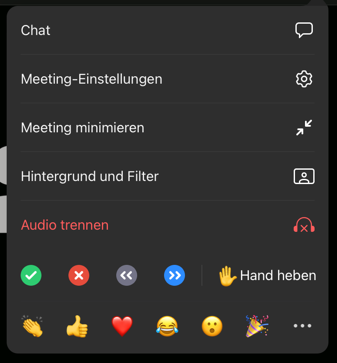 Chat
Meeting-Einstellungen
Meeting minimieren
Hintergrund und Filter
Audio trennen
Hand heben